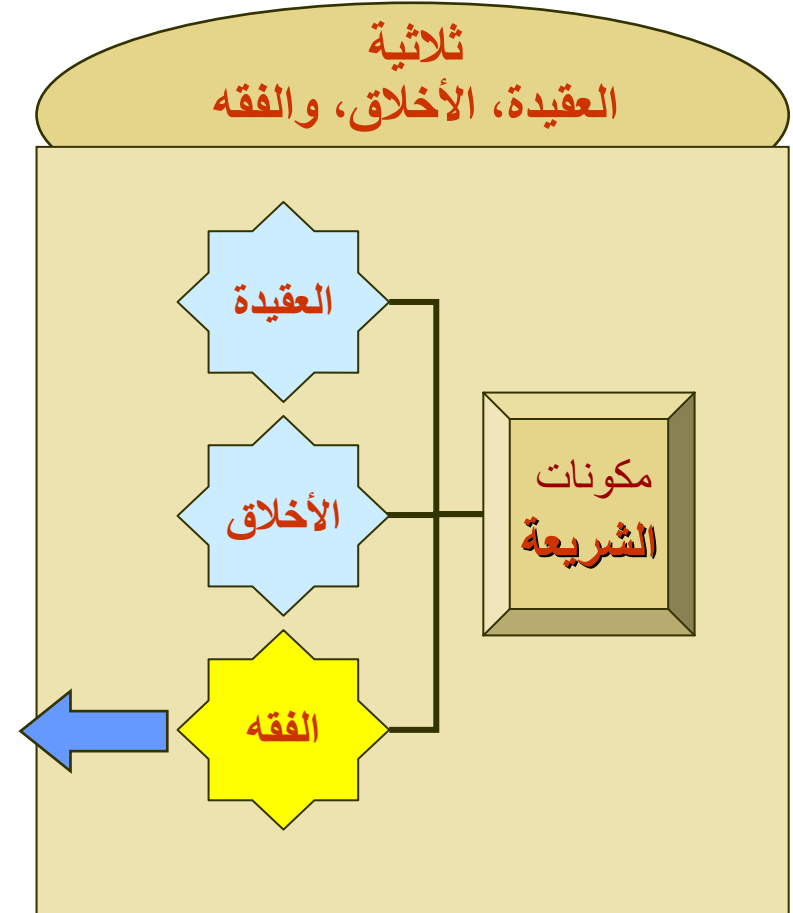 ثلاثية
العقيدة، الأخلاق، والفقه
العقيدة
مكونات
الشريعة
الأخلاق
الفقه